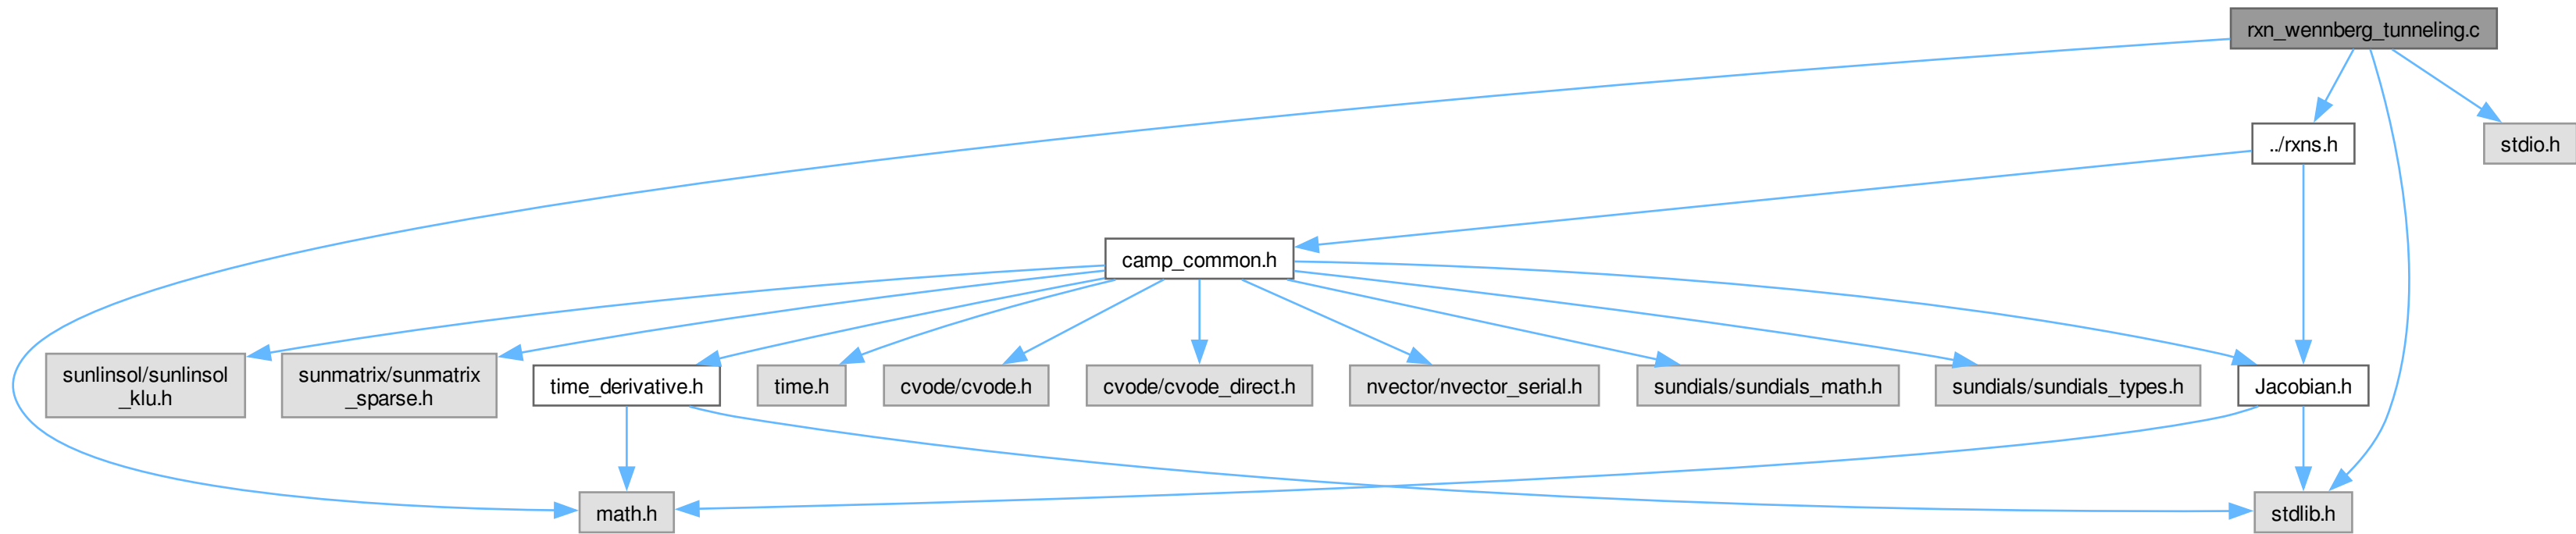 rxn_wennberg_tunneling.c
../rxns.h
stdio.h
camp_common.h
sunlinsol/sunlinsol
_klu.h
sunmatrix/sunmatrix
_sparse.h
time_derivative.h
time.h
cvode/cvode.h
cvode/cvode_direct.h
nvector/nvector_serial.h
sundials/sundials_math.h
sundials/sundials_types.h
Jacobian.h
math.h
stdlib.h